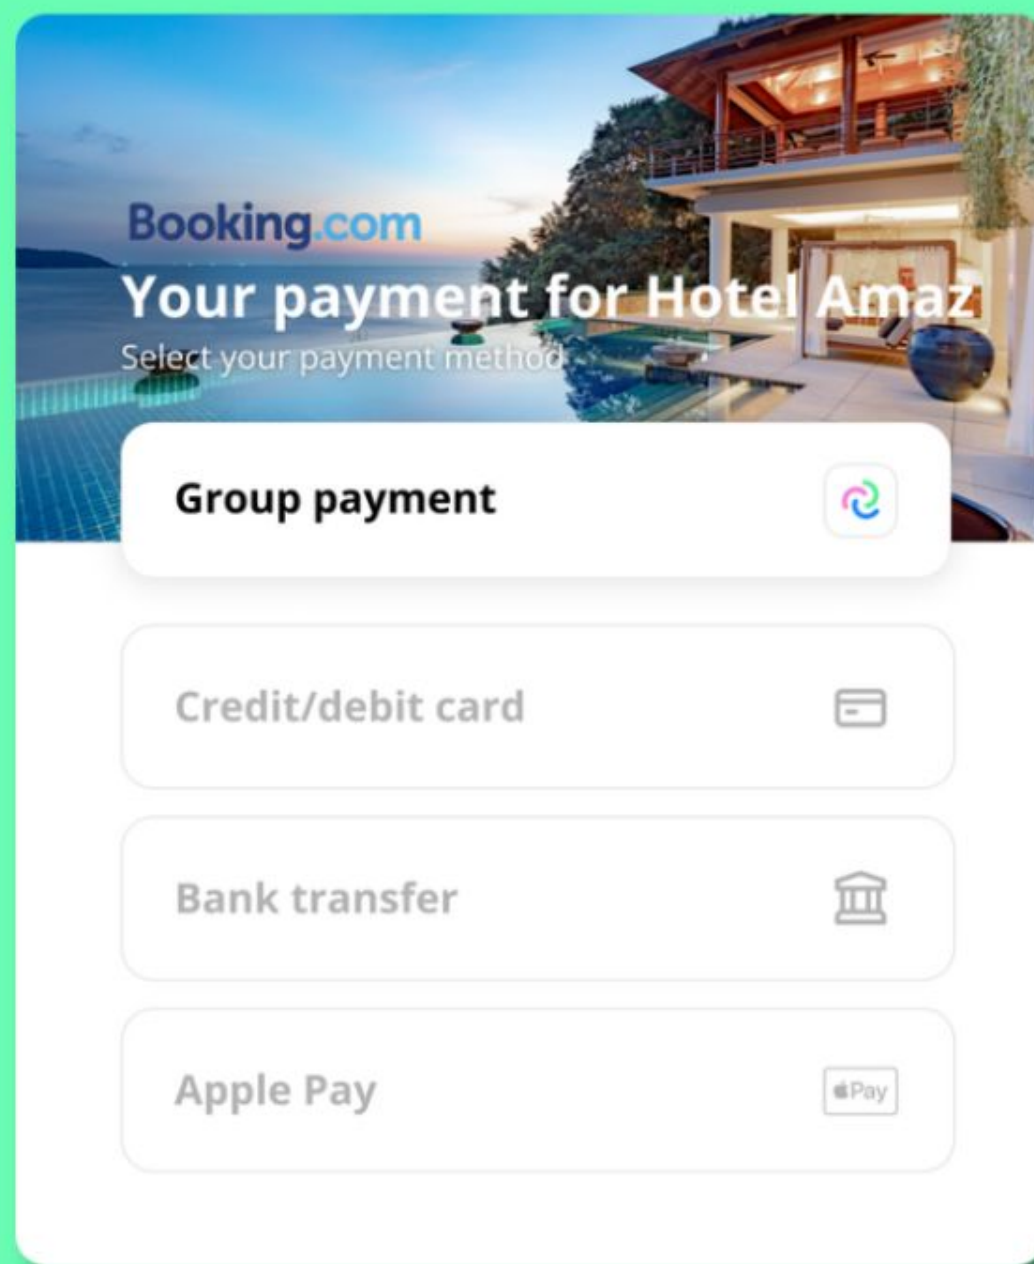 Booking.com
Your payment for Hotel Amaz
Select your payment method
Group payment
Credit/debit card
Bank transfer
Apple Pay
Pay